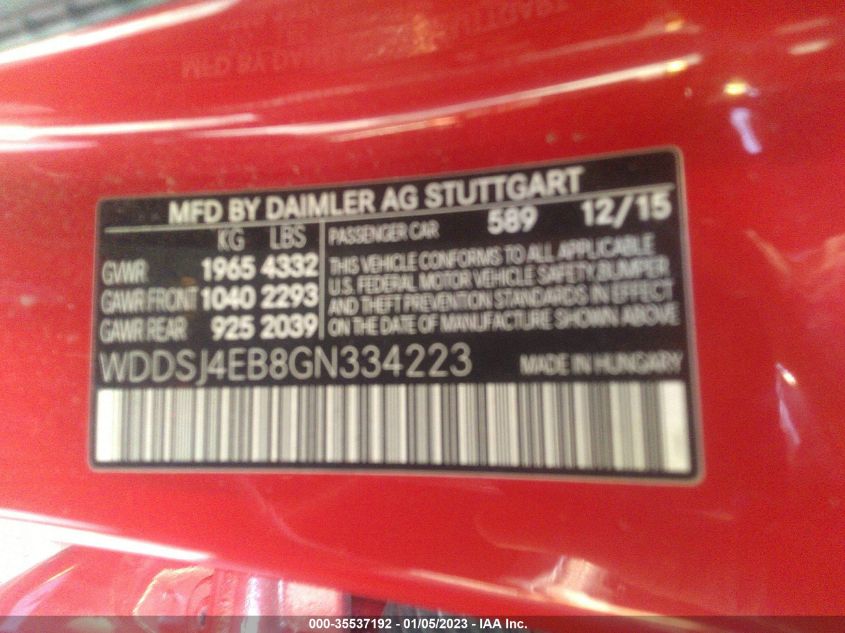 MFD BY DAIMLER AG STUTTGART
KG LBS
GVWR 1965 4332
GAWR FRONT 1040 2293
GAWR REAR 925 2039
PASSENGER CAR 589 12/15
THIS VEHICLE CONFORMS TO ALL APPLICABLE
U.S. FEDERAL MOTOR VEHICLE SAFETY, BUMPER,
AND THEFT PREVENTION STANDARDS IN EFFECT
ON THE DATE OF MANUFACTURE SHOWN ABOVE
WDDSJ4EB8GN334223 MADE IN HUNGARY
000-35537192 - 01/05/2023 - IAA Inc.